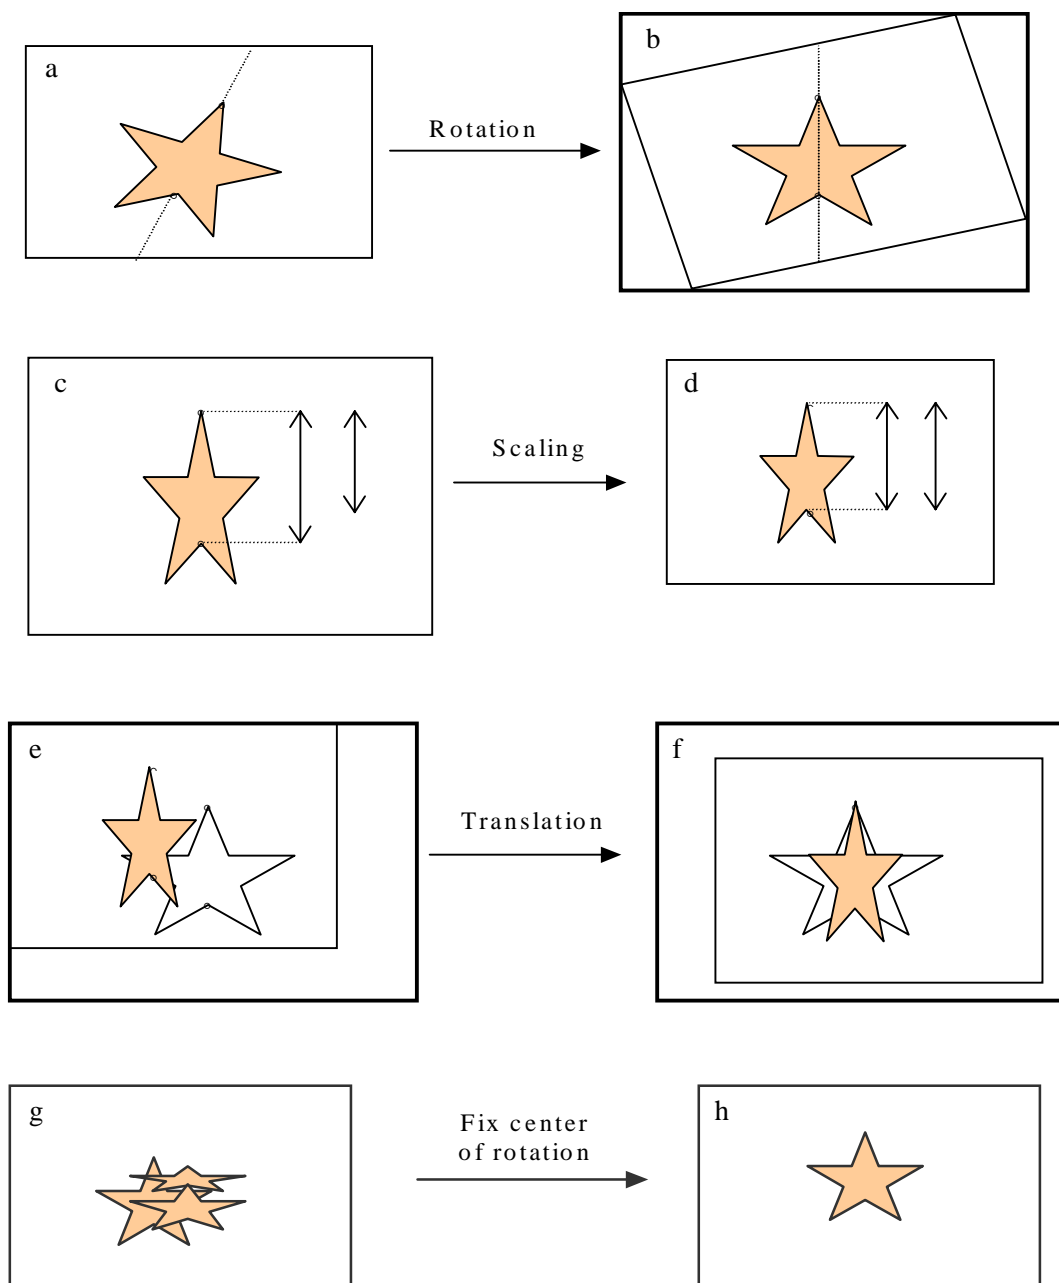 a
Rotation
b
c
Scaling
d
e
Translation
f
g
Fix center
of rotation
h